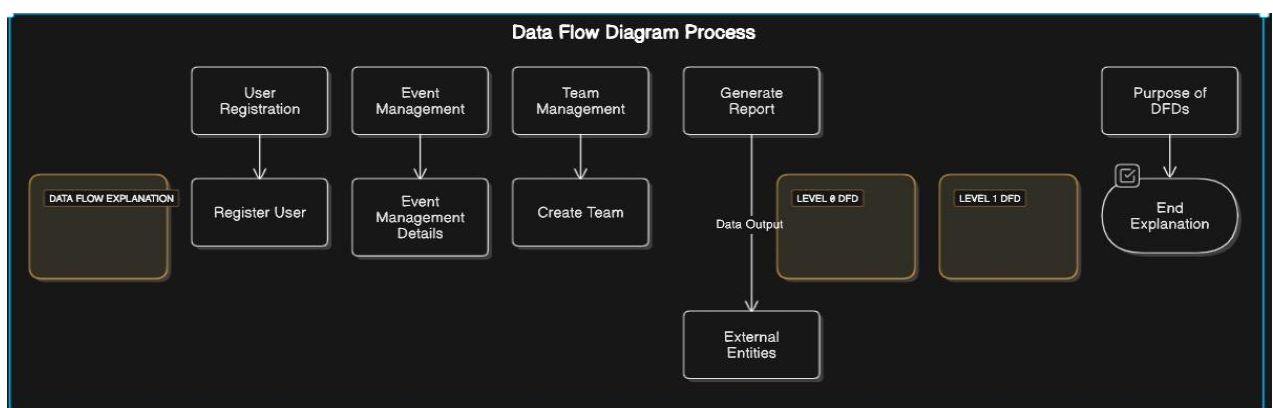 Data Flow Diagram Process
User
Registration
Event
Management
Team
Management
Generate
Report
Purpose of
DFDs
DATA FLOW EXPLANATION
Register User
Event
Management
Details
Create Team
Data Output
LEVEL 0 DFD
LEVEL 1 DFD
End
Explanation
External
Entities